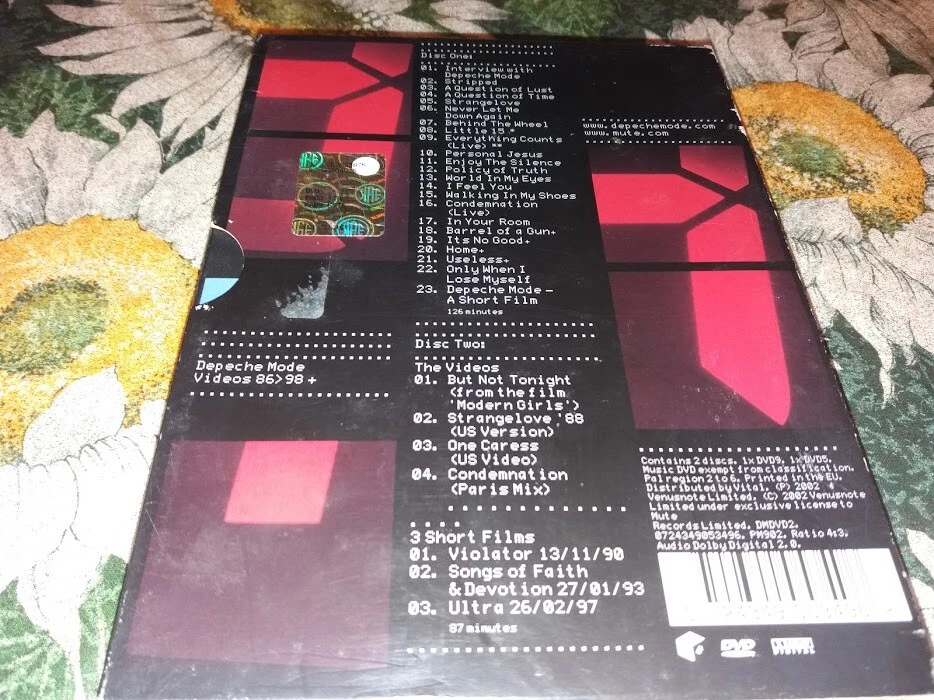 Disc One:
01. Interview with
Depeche Mode
02. Stripped
03. A Question of Lust
04. A Question of Time
05. Strangelove
06. Never Let Me
Down Again
07. Behind The Wheel
08. Little 15 *
09. Everything Counts
(Live) **
10. Personal Jesus
11. Enjoy The Silence
12. Policy of Truth
13. World In My Eyes
14. I Feel You
15. Walking In My Shoes
16. Condemnation
(Live)
17. In Your Room
18. Barrel of a Gun+
19. Its No Good+
20. Home+
21. Useless+
22. Only When I
Lose Myself
23. Depeche Mode –
A Short Film
126 minutes
Disc Two:
The Videos
01. But Not Tonight
(from the film
'Modern Girls')
02. Strangelove '88
(US Version)
03. One Caress
(US Video)
04. Condemnation
(Paris Mix)
3 Short Films
01. Violator 13/11/90
02. Songs of Faith
& Devotion 27/01/93
03. Ultra 26/02/97
87 minutes
Depeche Mode
Videos 86>98 +
www.depechemode.com
www.mute.com
Contains 2 discs. 1x DVD9. 1x DVD5.
Music DVD exempt from classification.
Pal region 2 to 6. Printed in the EU.
Distributed by Vital. (P) 2002
Venusnote Limited. (C) 2002 Venusnote
Limited under exclusive license to
Mute
Records Limited. DMDVD2.
0724349053496. PM902. Ratio 4:3.
Audio Dolby Digital 2.0.
DVD